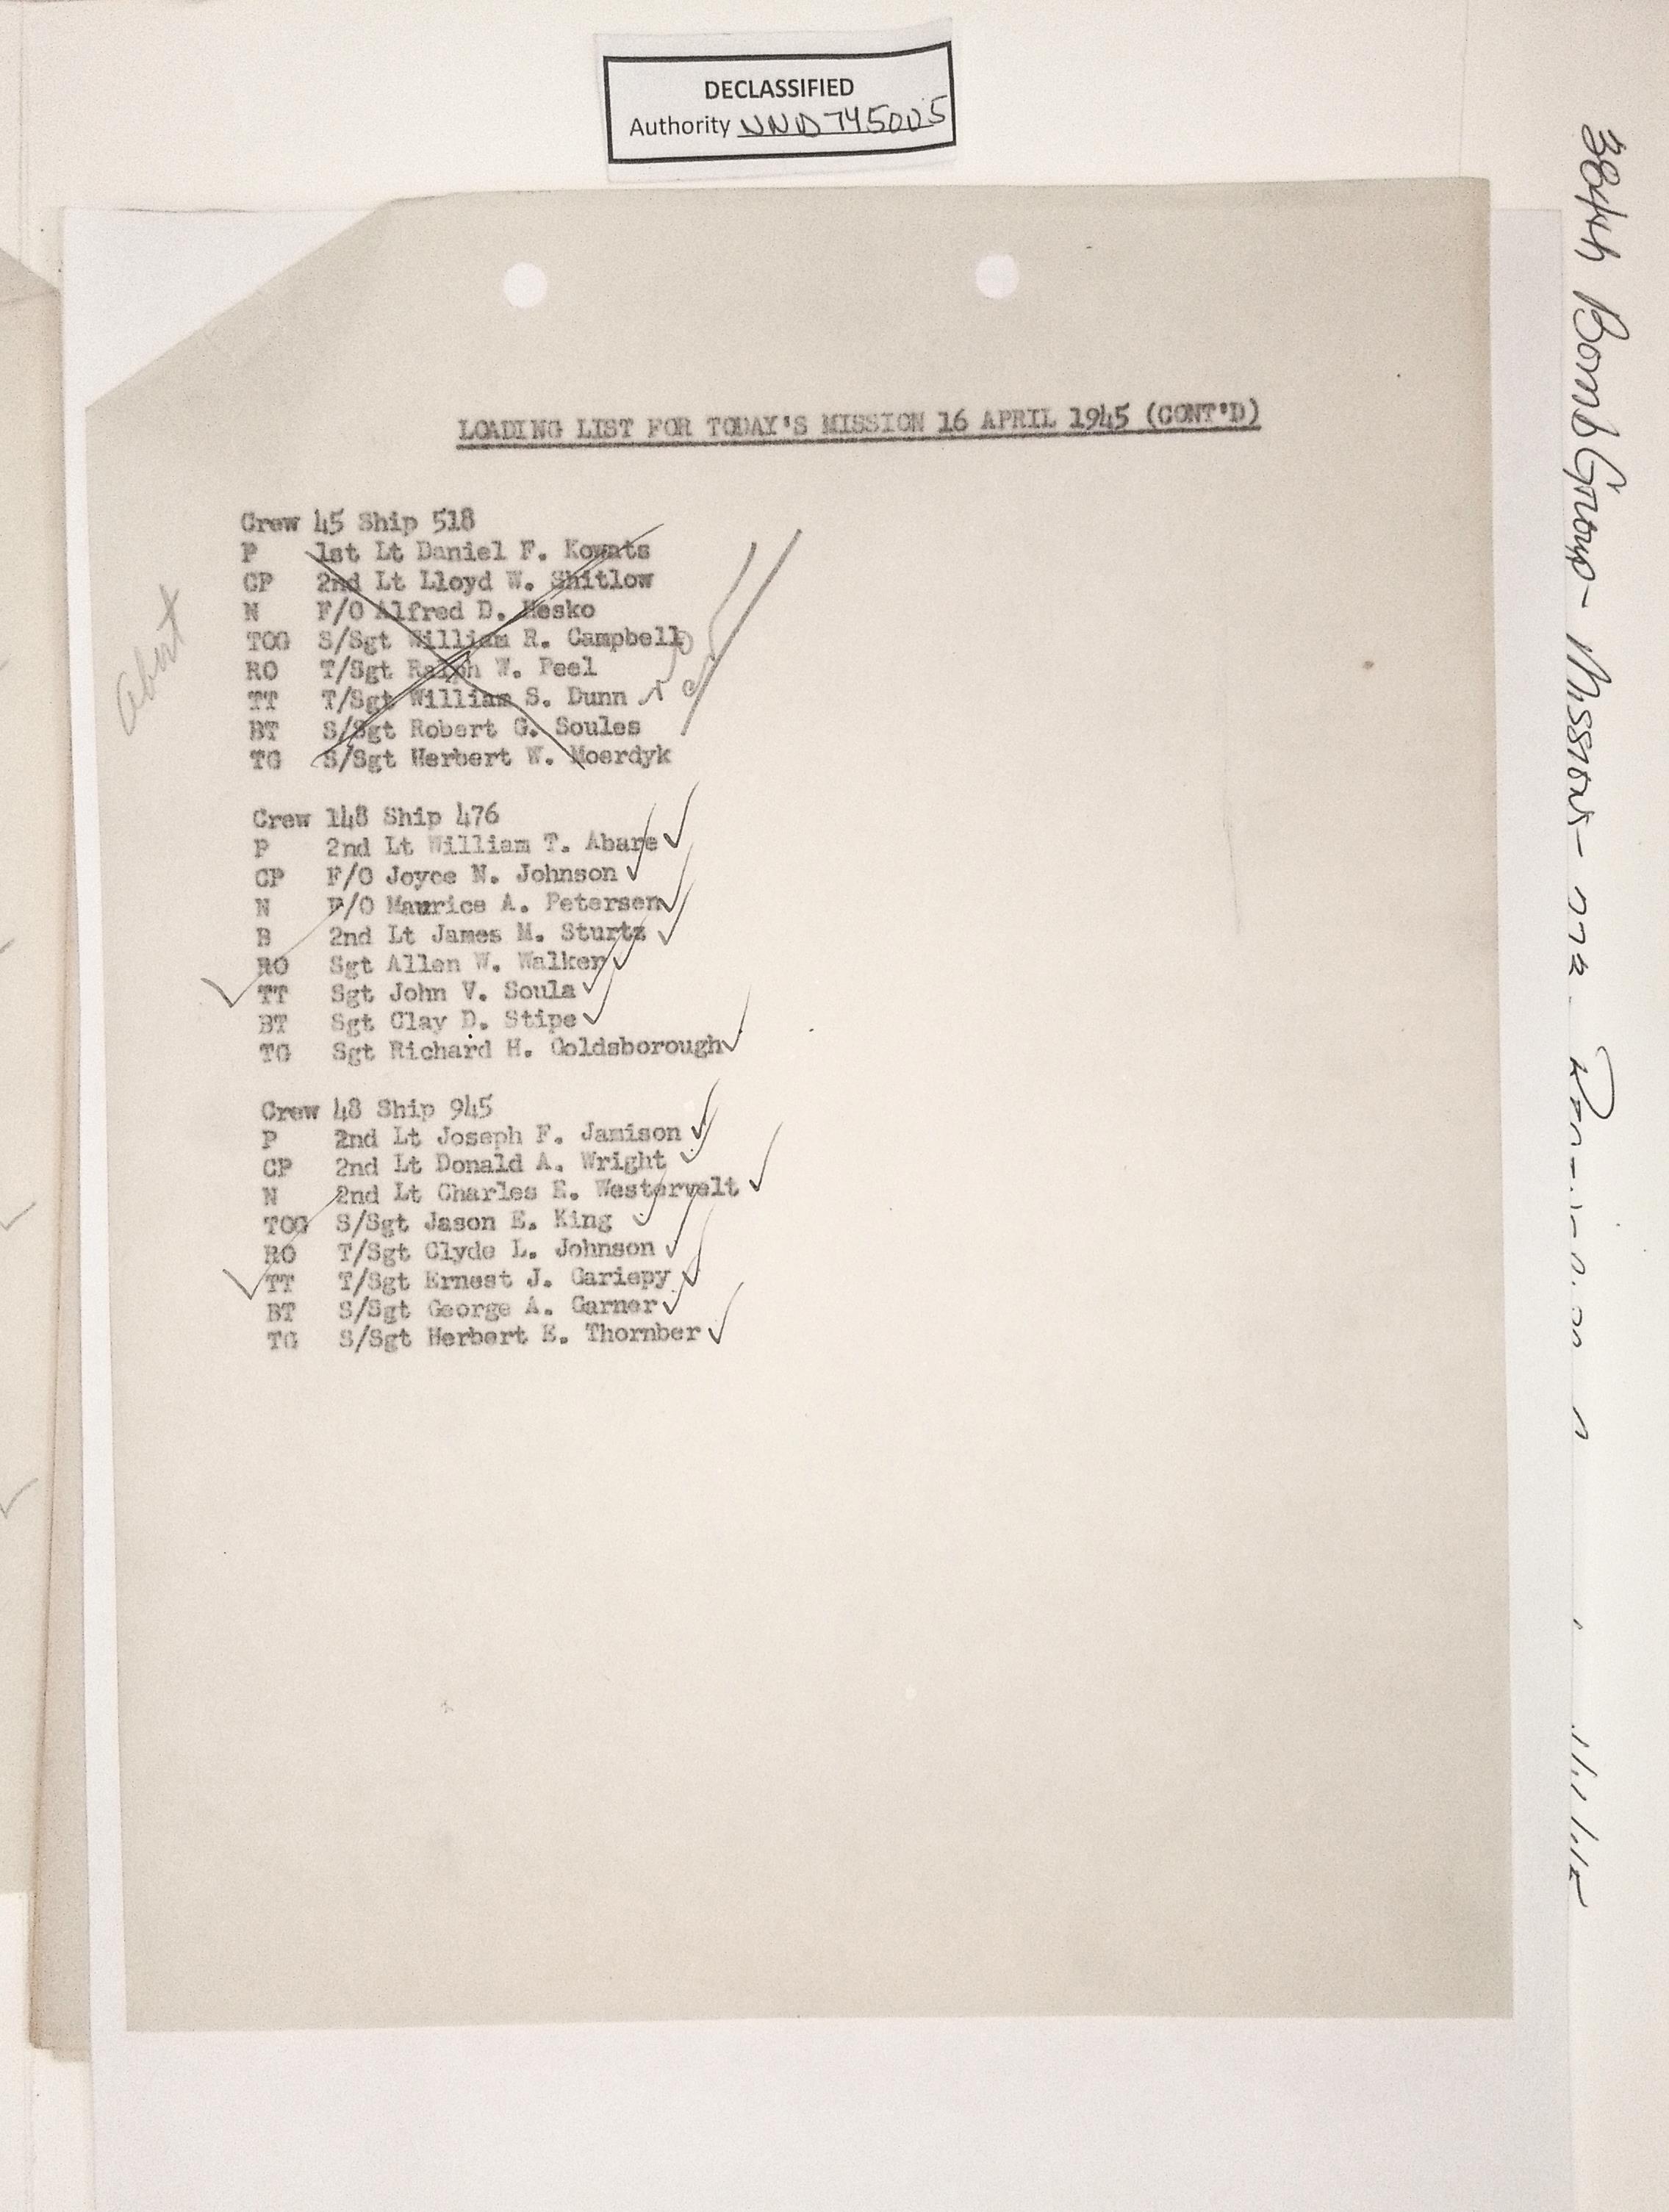 DECLASSIFIED
Authority NND 745005
LOADING LIST FOR TODAY'S MISSION 16 APRIL 1945 (CONT'D)
Crew 45 Ship 518
P 1st Lt Daniel F. Kowats
CP 2nd Lt Lloyd W. Shitlow
N F/O Alfred D. Hesko
TOG S/Sgt William R. Campbell
RO T/Sgt Ralph W. Peel
TT T/Sgt William S. Dunn
BT S/Sgt Robert G. Soules
TG S/Sgt Herbert W. Moerdyk
abort
Crew 148 Ship 476
P 2nd Lt William T. Abare
CP F/O Joyce N. Johnson
N F/O Maurice A. Petersen
B 2nd Lt James M. Sturtz
RO Sgt Allen W. Walker
TT Sgt John V. Soula
BT Sgt Clay D. Stipe
TG Sgt Richard H. Goldsborough
Crew 48 Ship 945
P 2nd Lt Joseph F. Jamison
CP 2nd Lt Donald A. Wright
N 2nd Lt Charles E. Westervelt
TOG S/Sgt Jason E. King
RO T/Sgt Clyde L. Johnson
TT T/Sgt Ernest J. Gariepy
BT S/Sgt George A. Garner
TG S/Sgt Herbert E. Thornber
384th Bomb Group - Mission -